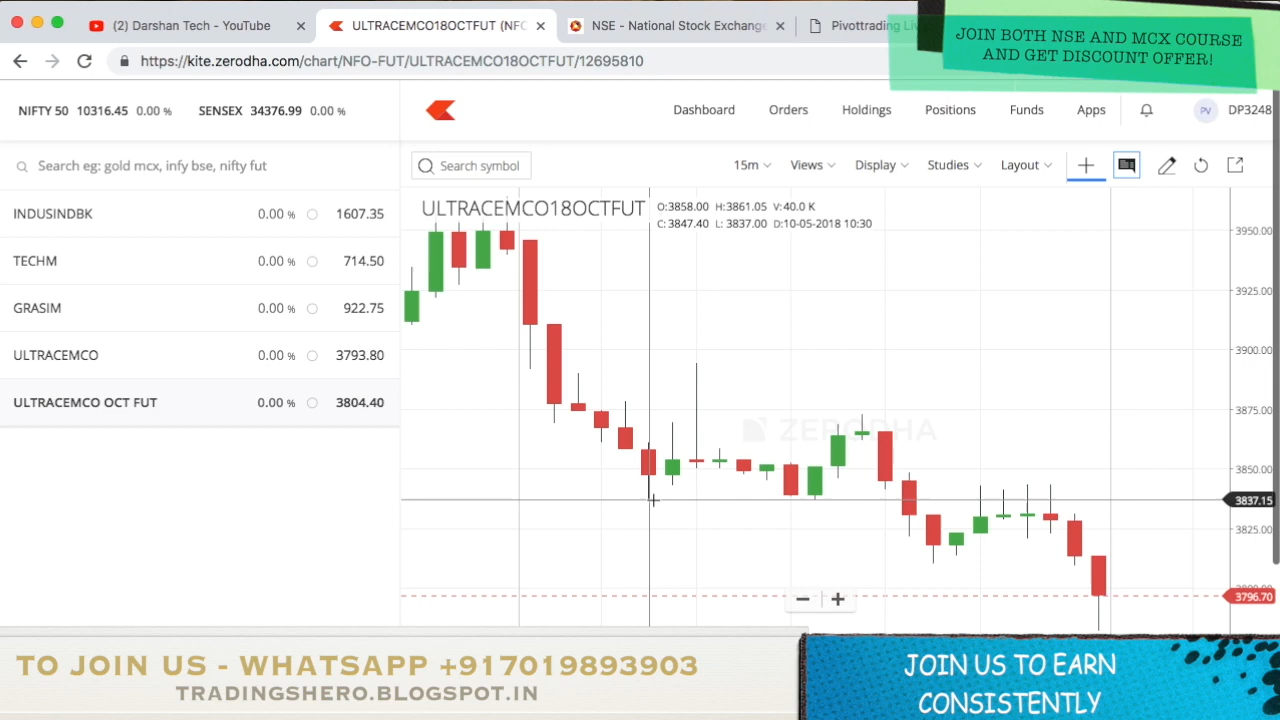 (2) Darshan Tech - YouTube
ULTRACEMCO18OCTFUT (NFC
NSE - National Stock Exchange
Pivottrading Li
JOIN BOTH NSE AND MCX COURSE
AND GET DISCOUNT OFFER!
https://kite.zerodha.com/chart/NFO-FUT/ULTRACEMCO18OCTFUT/12695810
NIFTY 50 10316.45 0.00 % SENSEX 34376.99 0.00 %
Dashboard Orders Holdings Positions Funds Apps PV DP3248
Search eg: gold mcx, infy bse, nifty fut
Search symbol 15m Views Display Studies Layout
INDUSINDBK 0.00 % 1607.35
TECHM 0.00 % 714.50
GRASIM 0.00 % 922.75
ULTRACEMCO 0.00 % 3793.80
ULTRACEMCO OCT FUT 0.00 % 3804.40
ULTRACEMCO18OCTFUT
O:3858.00 H:3861.05 V:40.0 K
C:3847.40 L: 3837.00 D:10-05-2018 10:30
3950.00
3925.00
3900.00
3875.00
ZERODHA
3850.00
3837.15
3825.00
3796.70
TO JOIN US - WHATSAPP +917019893903
TRADINGSHERO.BLOGSPOT.IN
JOIN US TO EARN
CONSISTENTLY